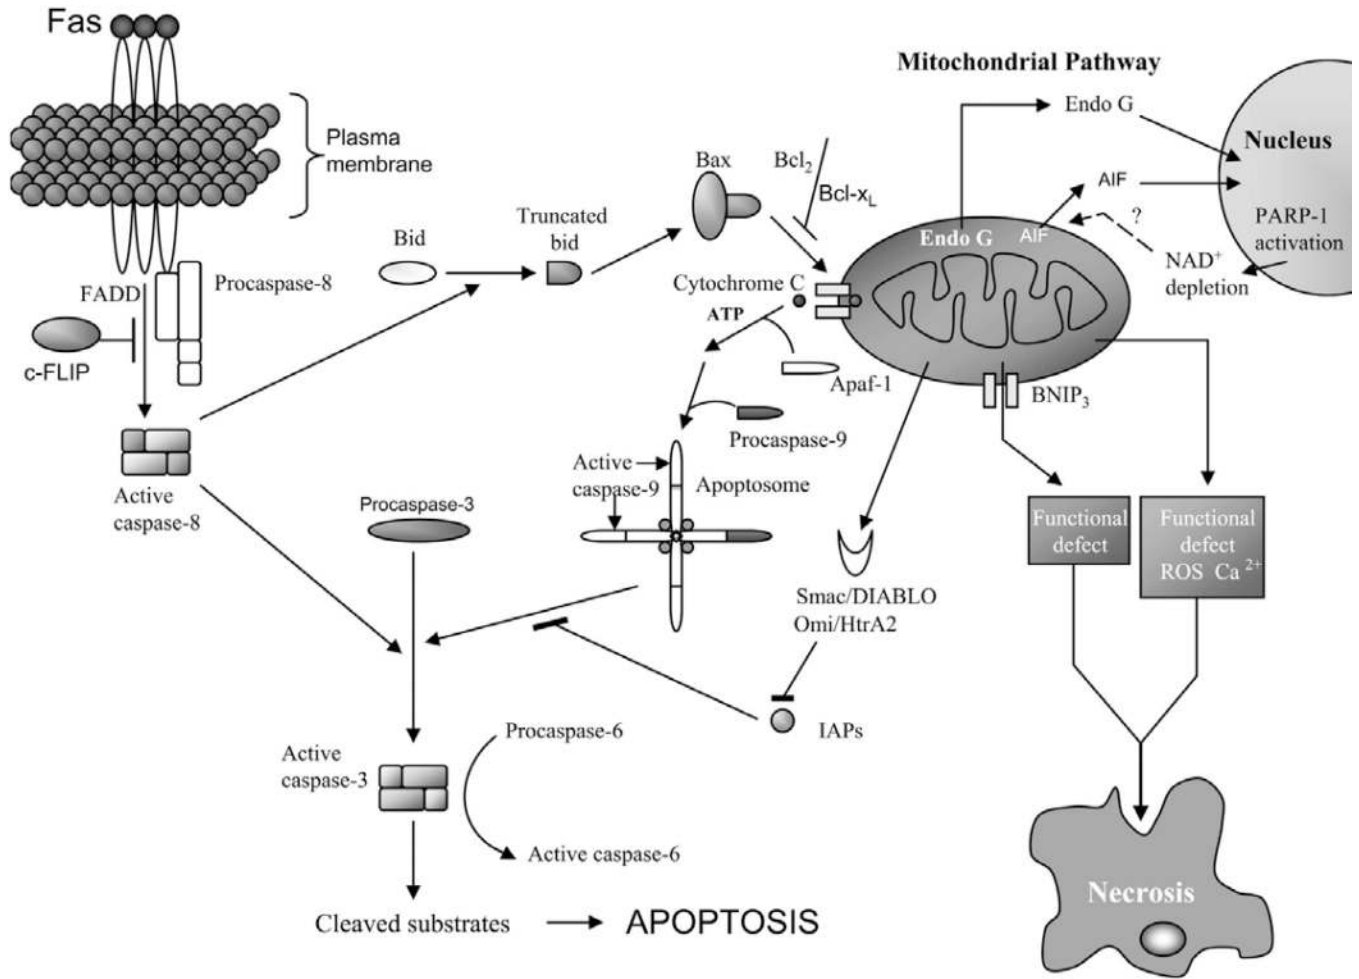 Fas
Plasma
membrane
Mitochondrial Pathway
Endo G
Nucleus
AIF
?
PARP-1
activation
NAD⁺
depletion
Bcl₂
Bcl-x_L
Bax
Truncated
bid
Bid
Procaspase-8
FADD
c-FLIP
Endo G
AIF
Cytochrome C
ATP
Apaf-1
BNIP₃
Procaspase-9
Active
caspase-9
Apoptosome
Active
caspase-8
Procaspase-3
Functional
defect
Functional
defect
ROS Ca²⁺
Smac/DIABLO
Omi/HtrA2
IAPs
Procaspase-6
Active
caspase-3
Active caspase-6
Cleaved substrates
APOPTOSIS
Necrosis